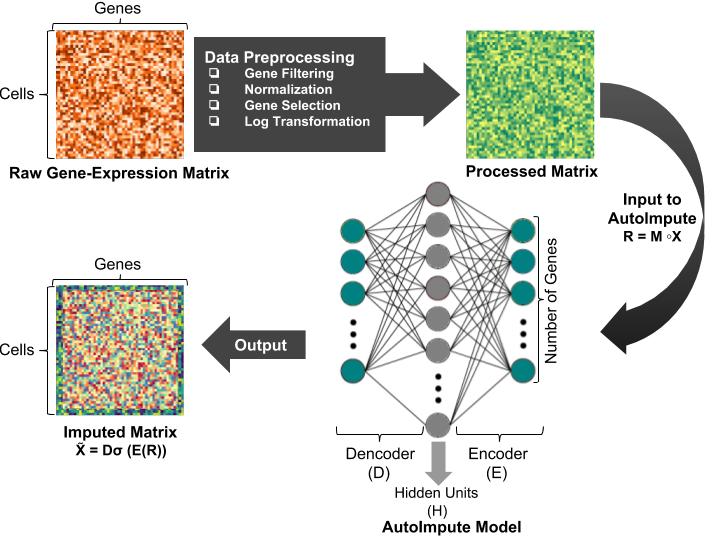 Genes
Cells
Raw Gene-Expression Matrix
Data Preprocessing
❑ Gene Filtering
❑ Normalization
❑ Gene Selection
❑ Log Transformation
Processed Matrix
Input to
AutoImpute
R = M ◦X
Number of Genes
Dencoder
(D)
Encoder
(E)
Hidden Units
(H)
AutoImpute Model
Output
Genes
Cells
Imputed Matrix
X̃ = Dσ (E(R))